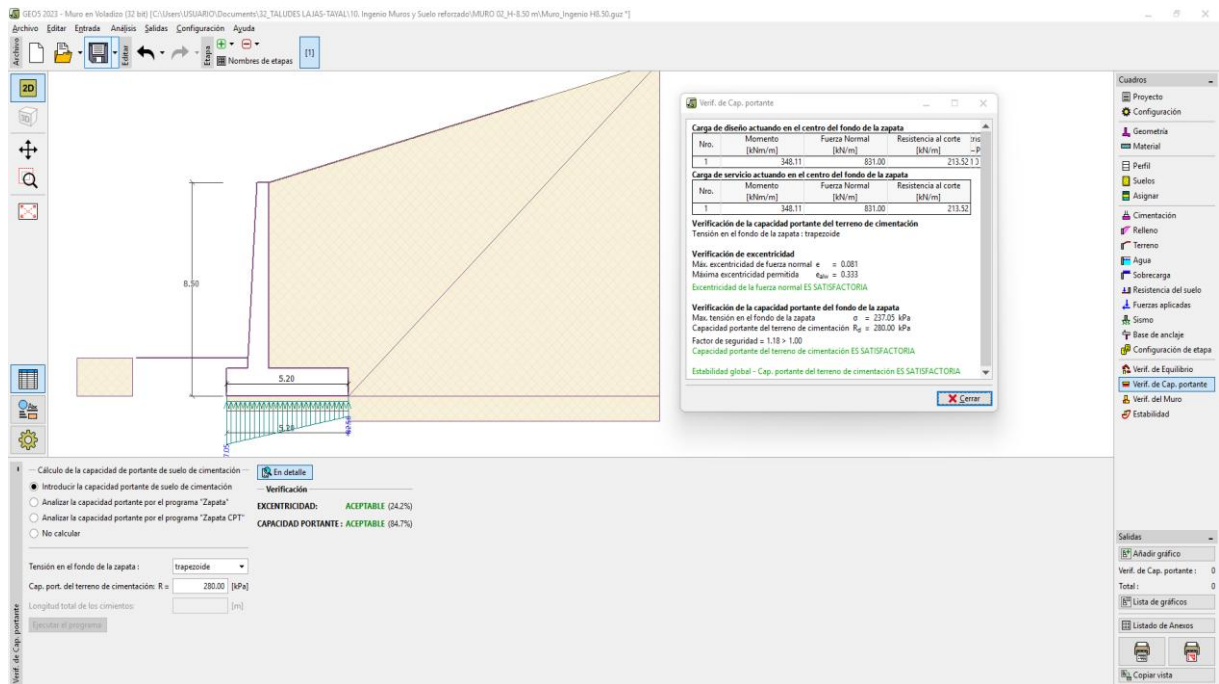 GEO5 2023 - Muro en Voladizo (32 bit) [C:\Users\USUARIO\Documents\32_TALUDES LAJAS-TAYAL\10. Ingenio Muros y Suelo reforzado\MURO 02_H-8.50 m\Muro_Ingenio H8.50.guz *]
Archivo Editar Entrada Análisis Salidas Configuración Ayuda
Archivo
Editar
Etapa
Nombres de etapas
[1]
2D
3D
8.50
5.20
5.20
Verif. de Cap. portante
Carga de diseño actuando en el centro del fondo de la zapata
Nro. Momento Fuerza Normal Resistencia al corte
[kNm/m] [kN/m] [kN/m]
1 348.11 831.00 213.52
Carga de servicio actuando en el centro del fondo de la zapata
Nro. Momento Fuerza Normal Resistencia al corte
[kNm/m] [kN/m] [kN/m]
1 348.11 831.00 213.52
Verificación de la capacidad portante del terreno de cimentación
Tensión en el fondo de la zapata : trapezoide
Verificación de excentricidad
Máx. excentricidad de fuerza normal e = 0.081
Máxima excentricidad permitida e = 0.333
Excentricidad de la fuerza normal ES SATISFACTORIA
Verificación de la capacidad portante del fondo de la zapata
Max. tensión en el fondo de la zapata σ = 237.05 kPa
Capacidad portante del terreno de cimentación Rd = 280.00 kPa
Factor de seguridad = 1.18 > 1.00
Capacidad portante del terreno de cimentación ES SATISFACTORIA
Estabilidad global - Cap. portante del terreno de cimentación ES SATISFACTORIA
Cerrar
Cuadros
Proyecto
Configuración
Geometría
Material
Perfil
Suelos
Asignar
Cimentación
Relleno
Terreno
Agua
Sobrecarga
Resistencia del suelo
Fuerzas aplicadas
Sismo
Base de anclaje
Configuración de etapa
Verif. de Equilibrio
Verif. de Cap. portante
Verif. del Muro
Estabilidad
Verif. de Cap. portante
Cálculo de la capacidad de portante de suelo de cimentación
Introducir la capacidad portante de suelo de cimentación
Analizar la capacidad portante por el programa "Zapata"
Analizar la capacidad portante por el programa "Zapata CPT"
No calcular
Tensión en el fondo de la zapata : trapezoide
Cap. port. del terreno de cimentación: R = 280.00 [kPa]
Longitud total de los cimientos: [m]
Ejecutar el programa
En detalle
Verificación
EXCENTRICIDAD: ACEPTABLE (24.2%)
CAPACIDAD PORTANTE : ACEPTABLE (84.7%)
Salidas
Añadir gráfico
Verif. de Cap. portante : 0
Total : 0
Lista de gráficos
Listado de Anexos
Copiar vista